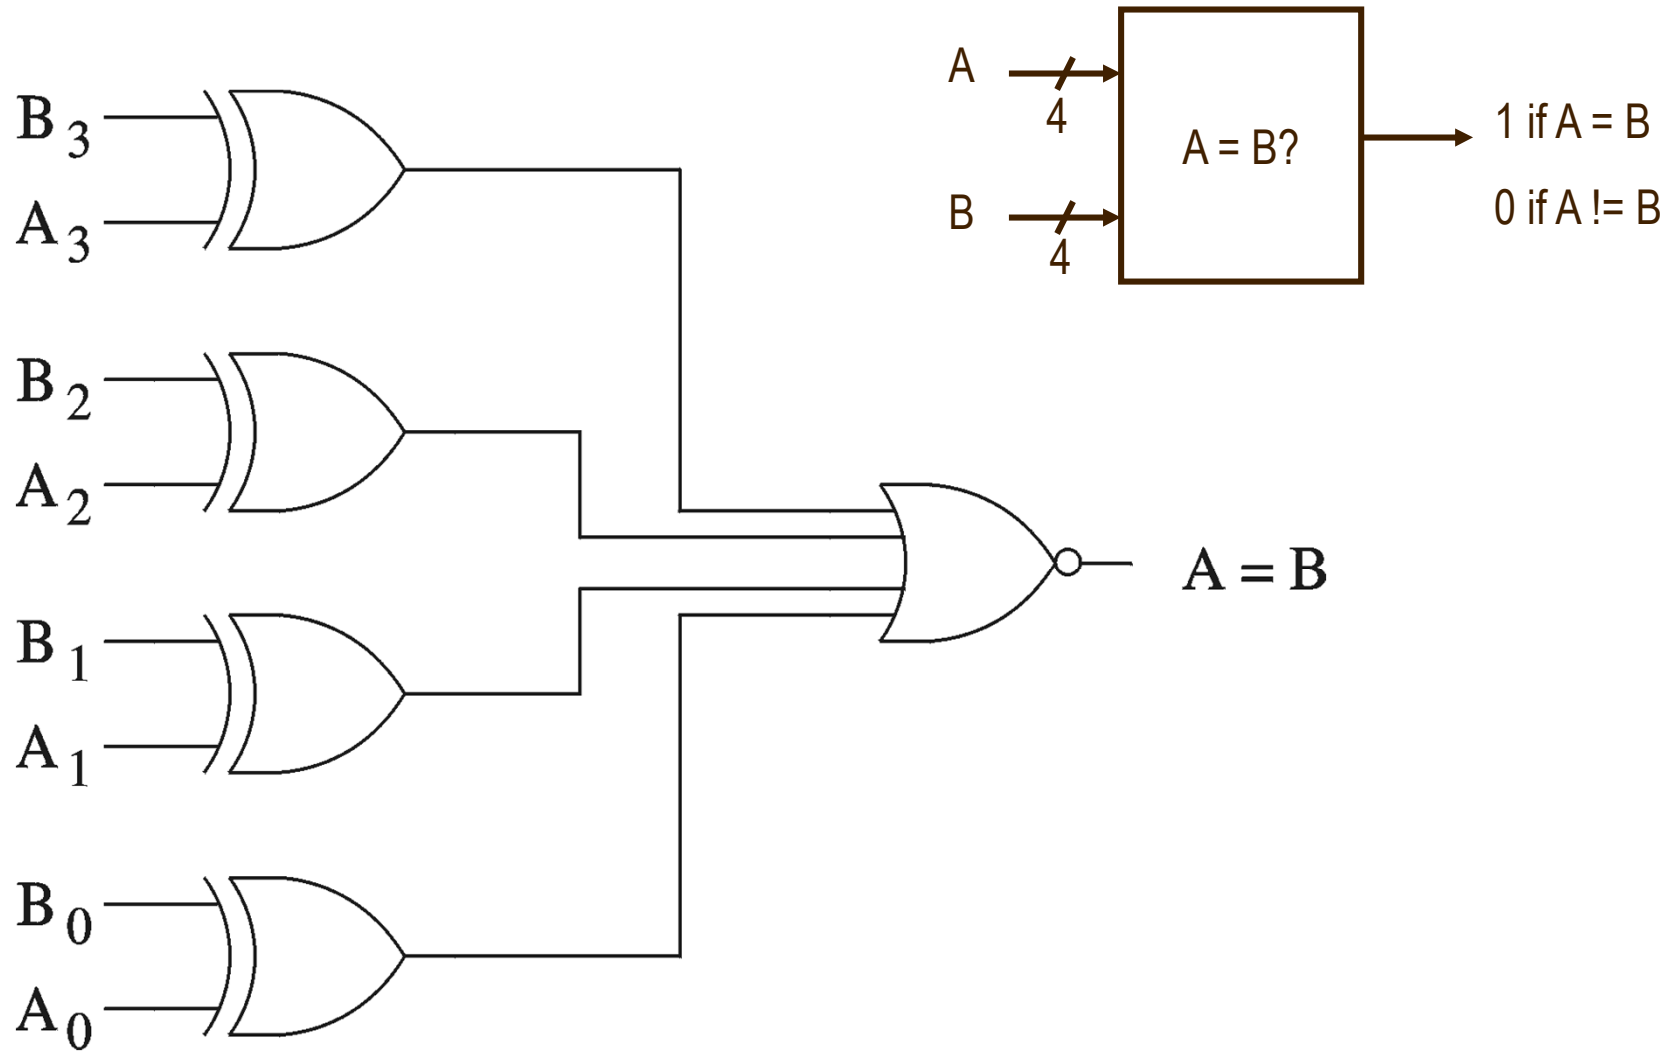 B3
A3
B2
A2
B1
A1
B0
A0
A = B
A
4
B
4
A = B?
1 if A = B
0 if A != B